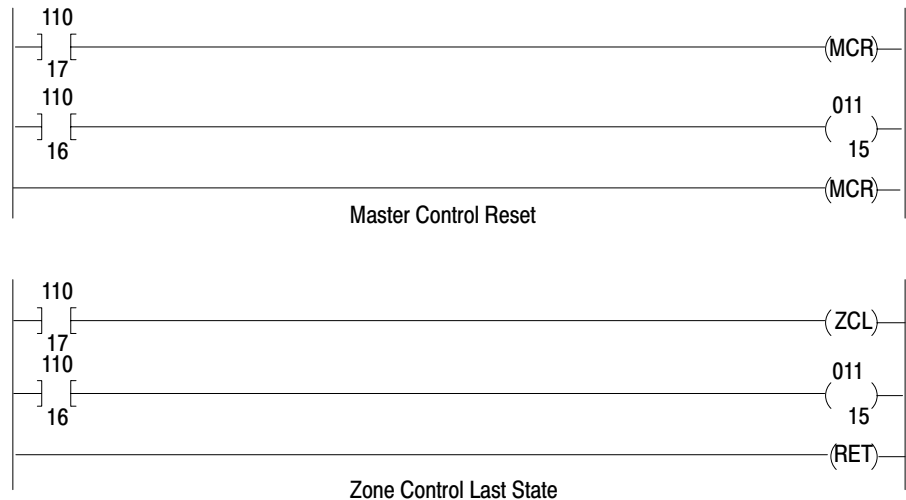 110
17
(MCR)
110
16
011
( )
15
(MCR)
Master Control Reset
110
17
(ZCL)
110
16
011
( )
15
(RET)
Zone Control Last State